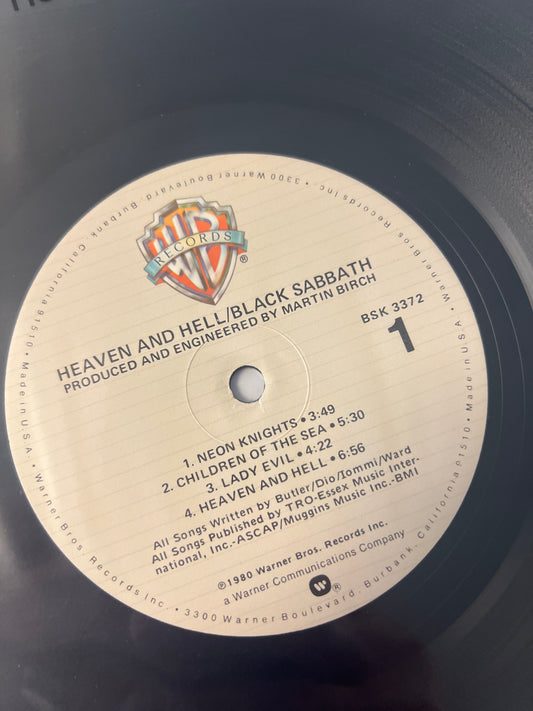 WB
RECORDS
®
HEAVEN AND HELL/BLACK SABBATH
PRODUCED AND ENGINEERED BY MARTIN BIRCH
BSK 3372
1
1. NEON KNIGHTS • 3:49
2. CHILDREN OF THE SEA • 5:30
3. LADY EVIL • 4:22
4. HEAVEN AND HELL • 6:56
All Songs Written by Butler/Dio/Iommi/Ward
All Songs Published by TRO-Essex Music Inter-
national, Inc.-ASCAP/Muggins Music Inc.-BMI
℗1980 Warner Bros. Records Inc.
a Warner Communications Company
®
Warner Bros. Records Inc. • 3300 Warner Boulevard, Burbank, California 91510 • Made in U.S.A. • Warner Bros. Records Inc. • 3300 Warner Boulevard, Burbank, California 91510 • Made in U.S.A. •